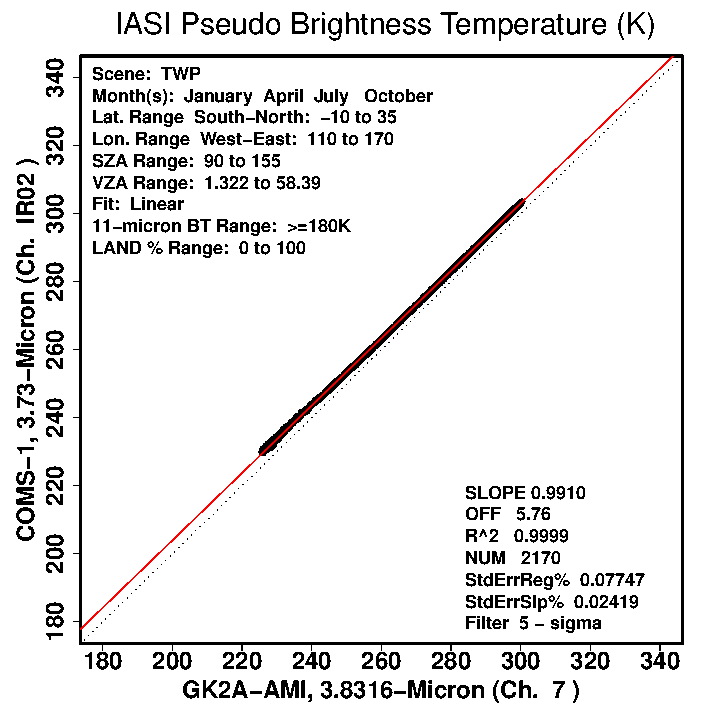 IASI Pseudo Brightness Temperature (K)
Scene: TWP
Month(s): January April July October
Lat. Range South−North: −10 to 35
Lon. Range West−East: 110 to 170
SZA Range: 90 to 155
VZA Range: 1.322 to 58.39
Fit: Linear
11−micron BT Range: >=180K
LAND % Range: 0 to 100
COMS−1, 3.73−Micron (Ch. IR02 )
340
320
300
280
260
240
220
200
180
SLOPE 0.9910
OFF 5.76
R^2 0.9999
NUM 2170
StdErrReg% 0.07747
StdErrSlp% 0.02419
Filter 5 − sigma
180 200 220 240 260 280 300 320 340
GK2A−AMI, 3.8316−Micron (Ch. 7 )